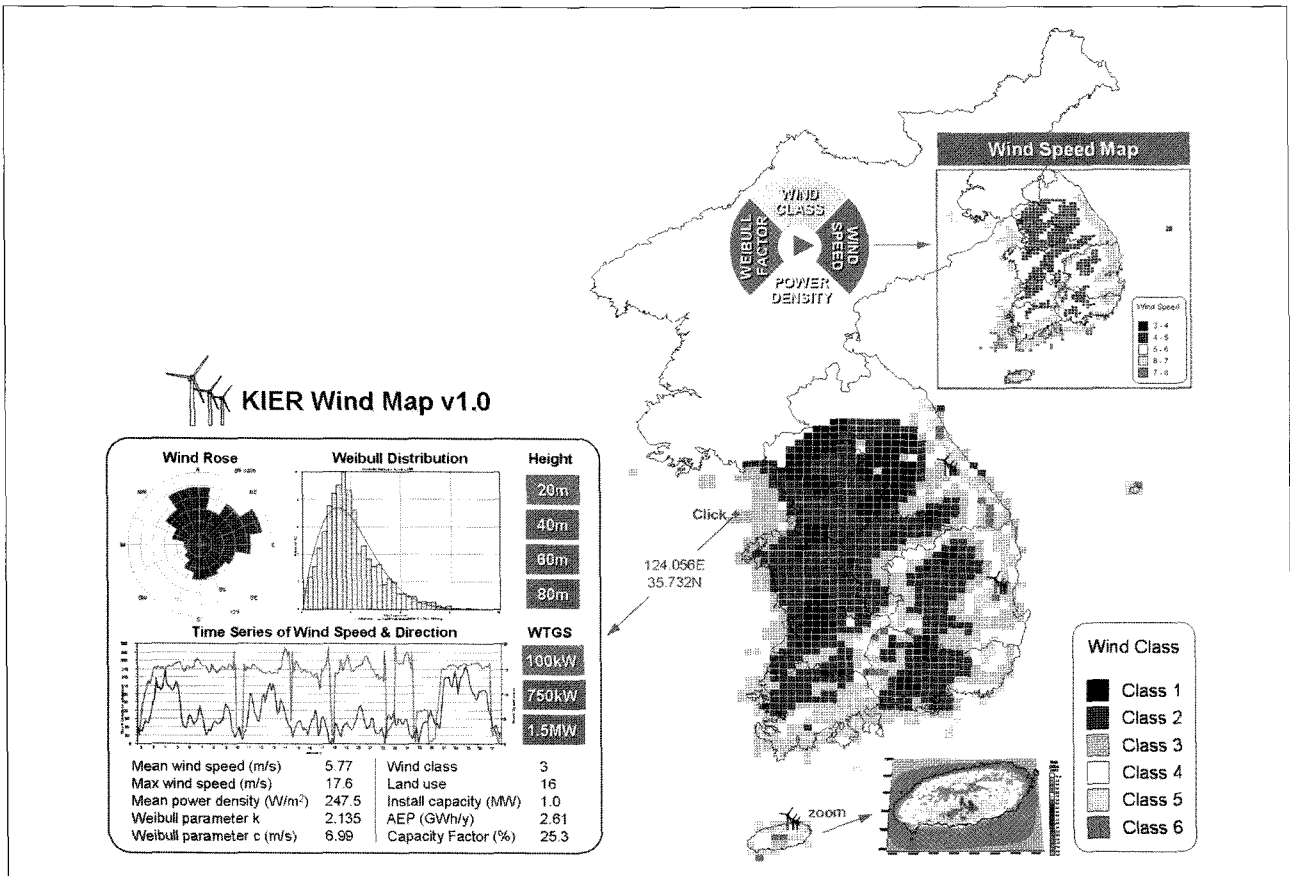 Wind Speed Map
WIND
CLASS
WEIBULL
FACTOR
WIND
SPEED
POWER
DENSITY
Wind Speed
3 - 4
4 - 5
5 - 6
6 - 7
7 - 8
KIER Wind Map v1.0
Wind Rose
Weibull Distribution
Height
20m
40m
60m
80m
Click
124.056E
35.732N
Time Series of Wind Speed & Direction
WTGS
100kW
750kW
1.5MW
Mean wind speed (m/s) 5.77 Wind class 3
Max wind speed (m/s) 17.6 Land use 16
Mean power density (W/m²) 247.5 Install capacity (MW) 1.0
Weibull parameter k 2.135 AEP (GWh/y) 2.61
Weibull parameter c (m/s) 6.99 Capacity Factor (%) 25.3
zoom
Wind Class
Class 1
Class 2
Class 3
Class 4
Class 5
Class 6